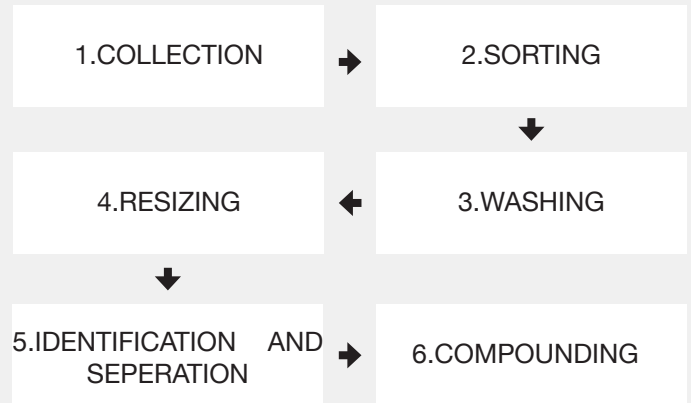 1.COLLECTION
2.SORTING
3.WASHING
4.RESIZING
5.IDENTIFICATION AND
SEPERATION
6.COMPOUNDING